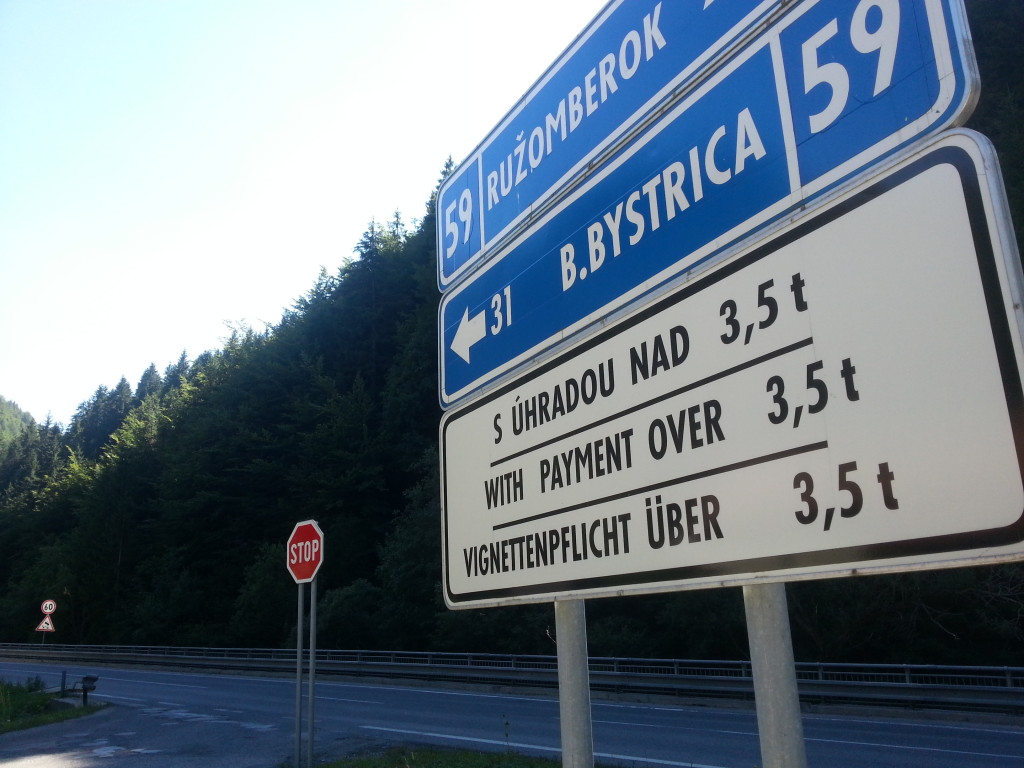 59 RUŽOMBEROK
31 B.BYSTRICA 59
S ÚHRADOU NAD 3,5 t
WITH PAYMENT OVER 3,5 t
VIGNETTENPFLICHT ÜBER 3,5 t
STOP
60